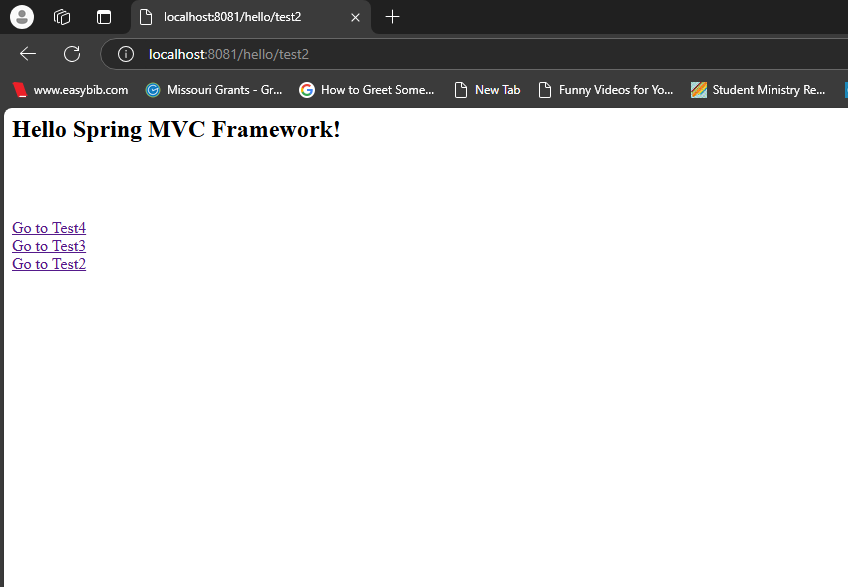 localhost:8081/hello/test2
localhost:8081/hello/test2
www.easybib.com Missouri Grants - Gr... How to Greet Some... New Tab Funny Videos for Yo... Student Ministry Re...
Hello Spring MVC Framework!
Go to Test4
Go to Test3
Go to Test2